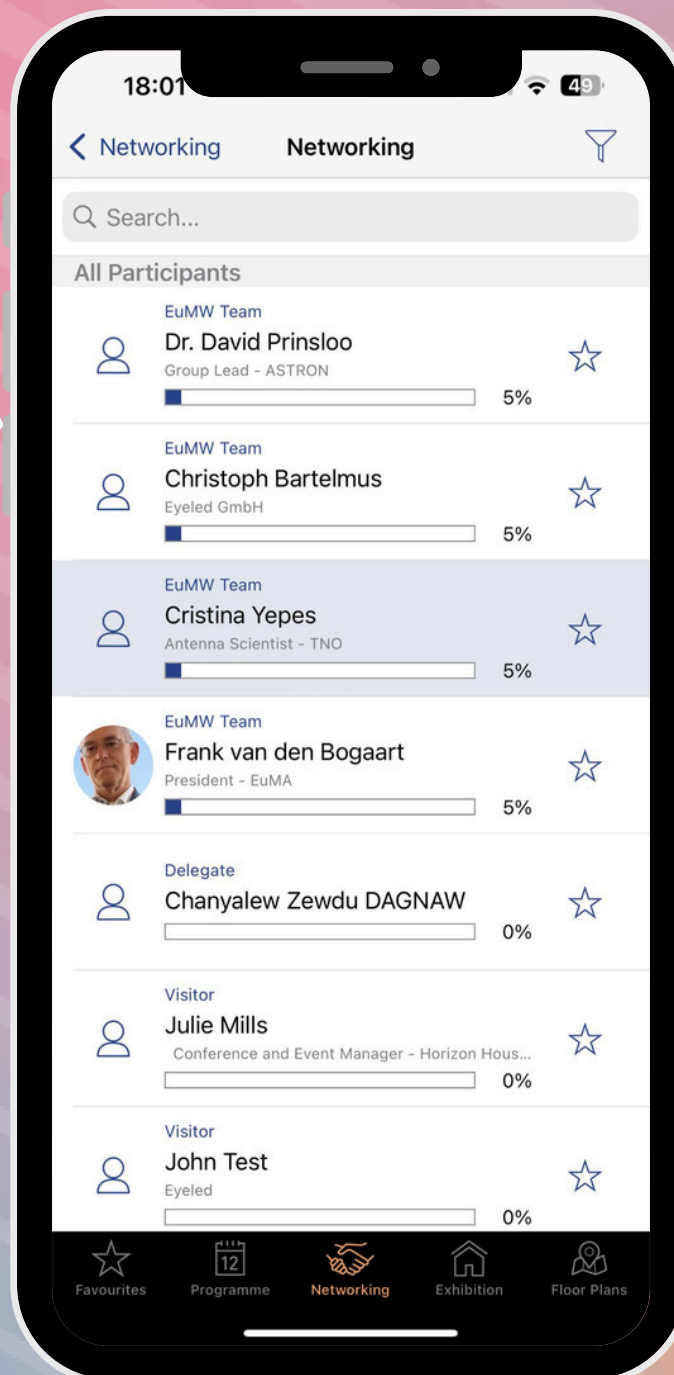 18:01
49
Networking
Networking
Search...
All Participants
EuMW Team
Dr. David Prinsloo
Group Lead - ASTRON
5%
EuMW Team
Christoph Bartelmus
Eyeled GmbH
5%
EuMW Team
Cristina Yepes
Antenna Scientist - TNO
5%
EuMW Team
Frank van den Bogaart
President - EuMA
5%
Delegate
Chanyalew Zewdu DAGNAW
0%
Visitor
Julie Mills
Conference and Event Manager - Horizon Hous...
0%
Visitor
John Test
Eyeled
0%
12
Favourites
Programme
Networking
Exhibition
Floor Plans